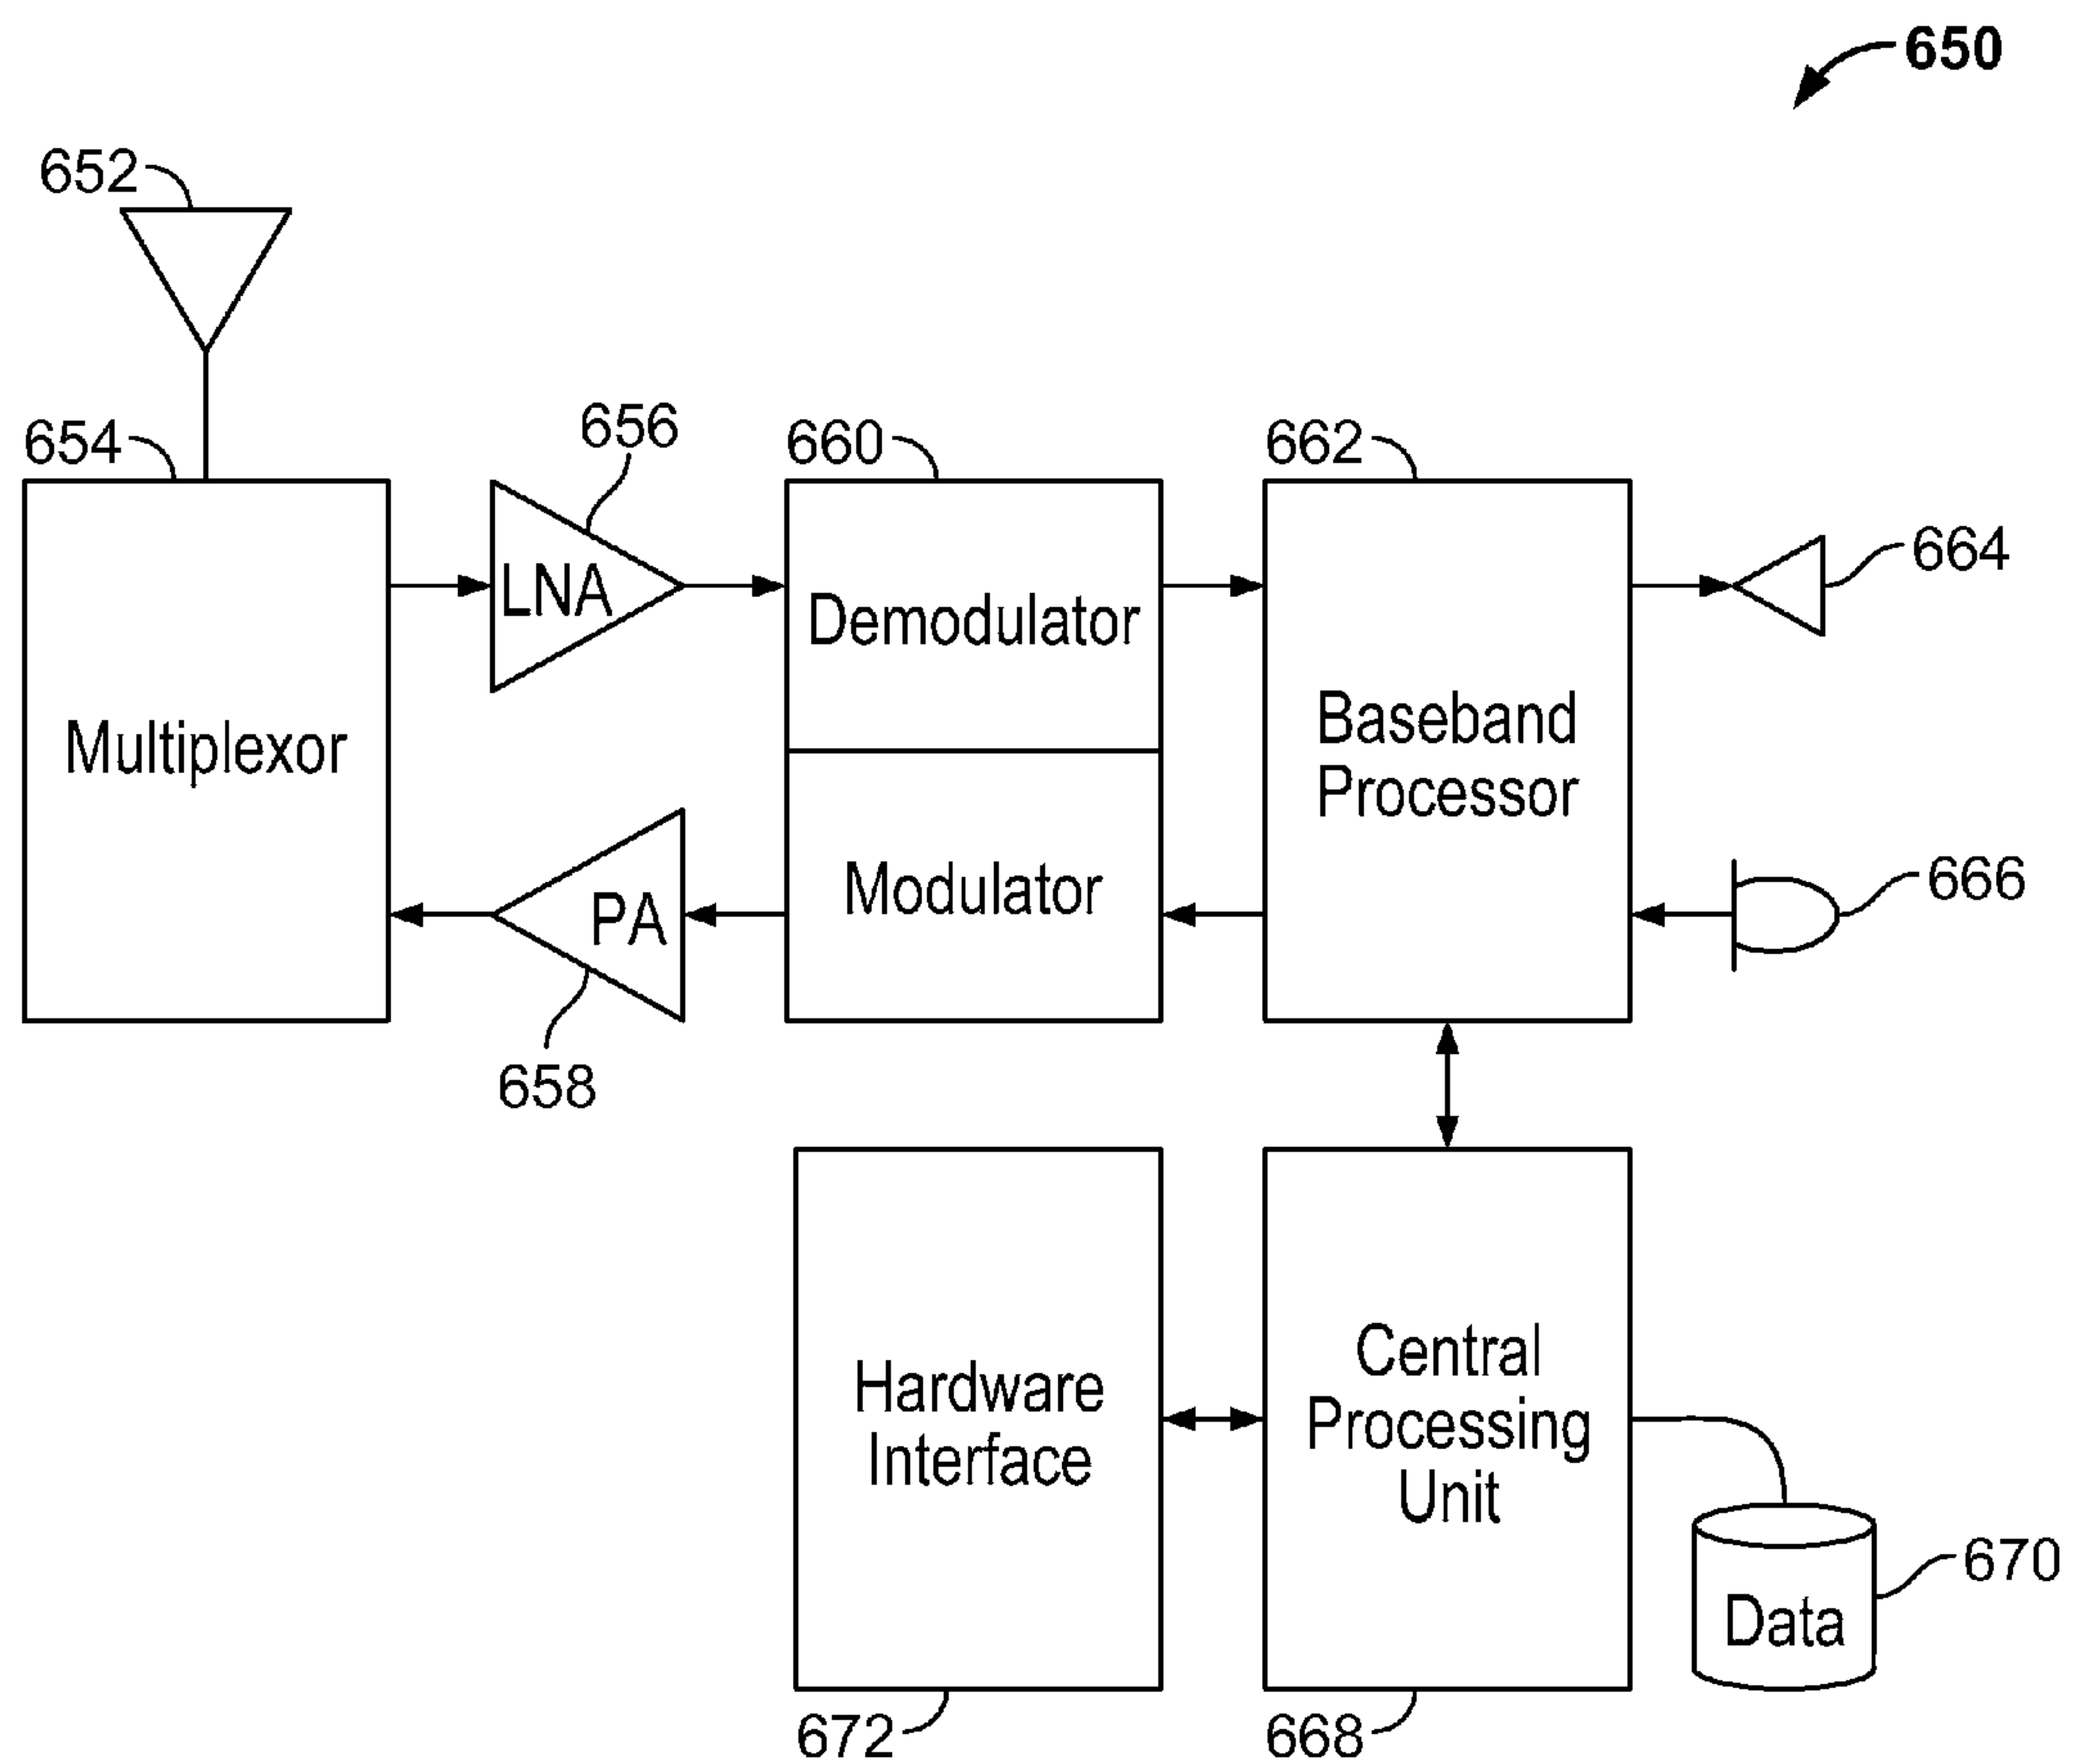 650
652
654
656
660
662
LNA
Demodulator
664
Multiplexor
Baseband
Processor
PA
Modulator
666
658
Hardware
Interface
Central
Processing
Unit
670
Data
672
668